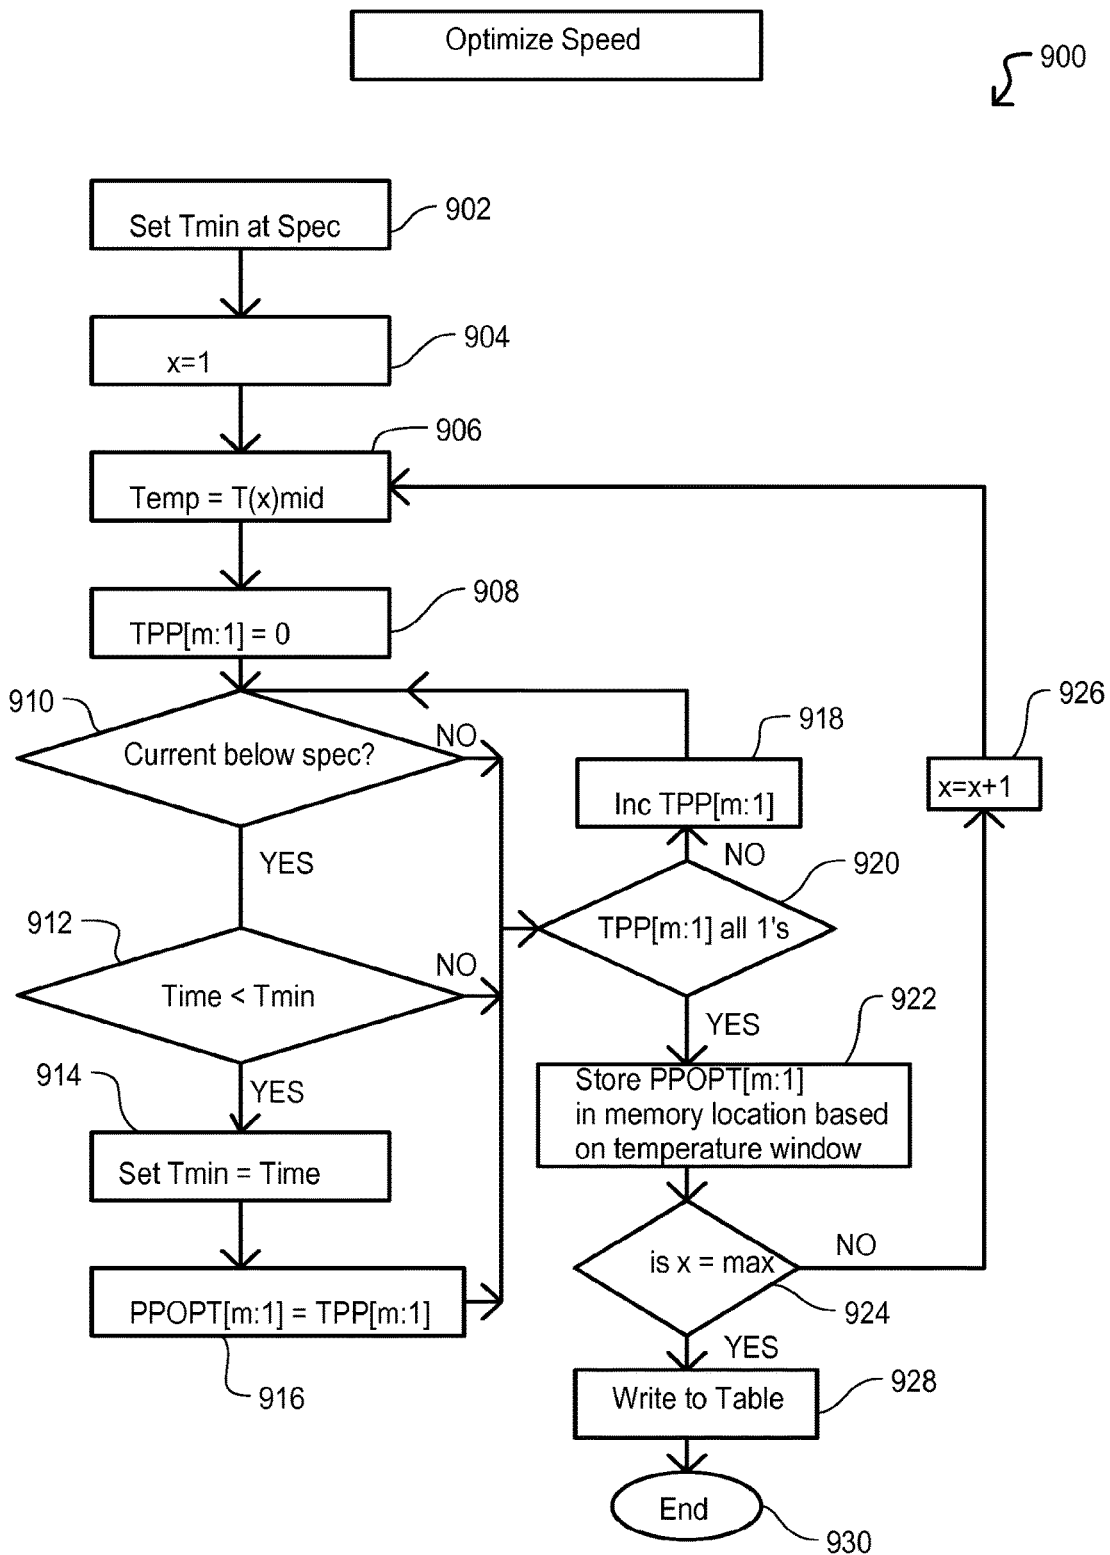 Optimize Speed
900
Set Tmin at Spec
902
x=1
904
906
Temp = T(x)mid
908
TPP[m:1] = 0
910
Current below spec?
NO
YES
912
Time < Tmin
NO
YES
914
Set Tmin = Time
PPOPT[m:1] = TPP[m:1]
916
918
Inc TPP[m:1]
NO
920
TPP[m:1] all 1's
YES
922
Store PPOPT[m:1]
in memory location based
on temperature window
is x = max
NO
924
YES
926
x=x+1
Write to Table
928
End
930